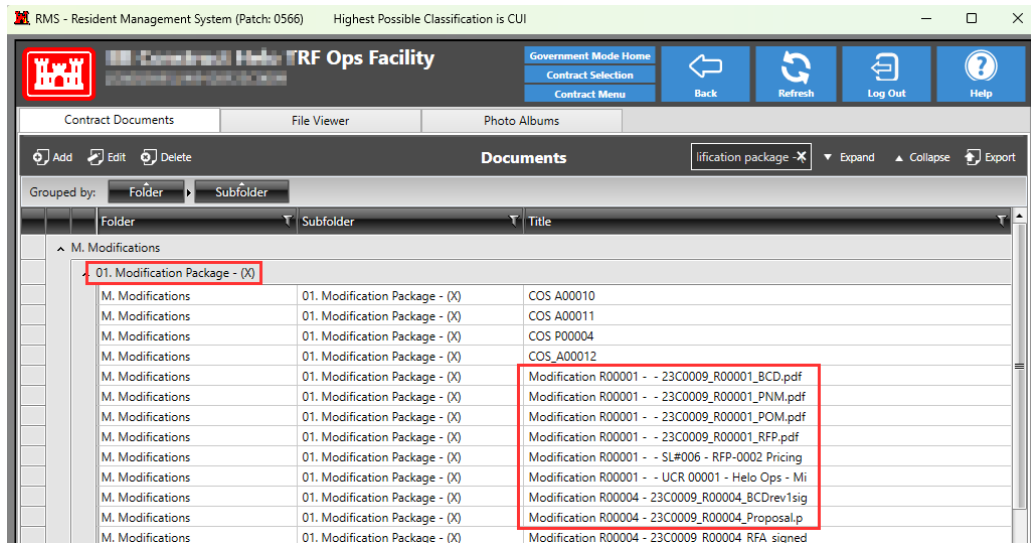 RMS - Resident Management System (Patch: 0566) Highest Possible Classification is CUI
TRF Ops Facility
Government Mode Home
Contract Selection
Contract Menu
Back
Refresh
Log Out
Help
Contract Documents File Viewer Photo Albums
Add Edit Delete Documents lification package - Expand Collapse Export
Grouped by: Folder Subfolder
Folder Subfolder Title
M. Modifications
01. Modification Package - (X)
M. Modifications 01. Modification Package - (X) COS A00010
M. Modifications 01. Modification Package - (X) COS A00011
M. Modifications 01. Modification Package - (X) COS P00004
M. Modifications 01. Modification Package - (X) COS_A00012
M. Modifications 01. Modification Package - (X) Modification R00001 - - 23C0009_R00001_BCD.pdf
M. Modifications 01. Modification Package - (X) Modification R00001 - - 23C0009_R00001_PNM.pdf
M. Modifications 01. Modification Package - (X) Modification R00001 - - 23C0009_R00001_POM.pdf
M. Modifications 01. Modification Package - (X) Modification R00001 - - 23C0009_R00001_RFP.pdf
M. Modifications 01. Modification Package - (X) Modification R00001 - - SL#006 - RFP-0002 Pricing
M. Modifications 01. Modification Package - (X) Modification R00001 - - UCR 00001 - Helo Ops - Mi
M. Modifications 01. Modification Package - (X) Modification R00004 - 23C0009_R00004_BCDrev1sig
M. Modifications 01. Modification Package - (X) Modification R00004 - 23C0009_R00004_Proposal.p
M. Modifications 01. Modification Package - (X) Modification R00004 - 23C0009_R00004_RFA_signed